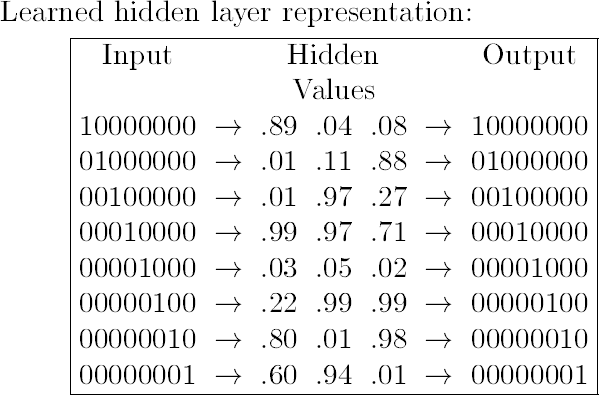 Learned hidden layer representation:
Input Hidden Output
Values
10000000 → .89 .04 .08 → 10000000
01000000 → .01 .11 .88 → 01000000
00100000 → .01 .97 .27 → 00100000
00010000 → .99 .97 .71 → 00010000
00001000 → .03 .05 .02 → 00001000
00000100 → .22 .99 .99 → 00000100
00000010 → .80 .01 .98 → 00000010
00000001 → .60 .94 .01 → 00000001